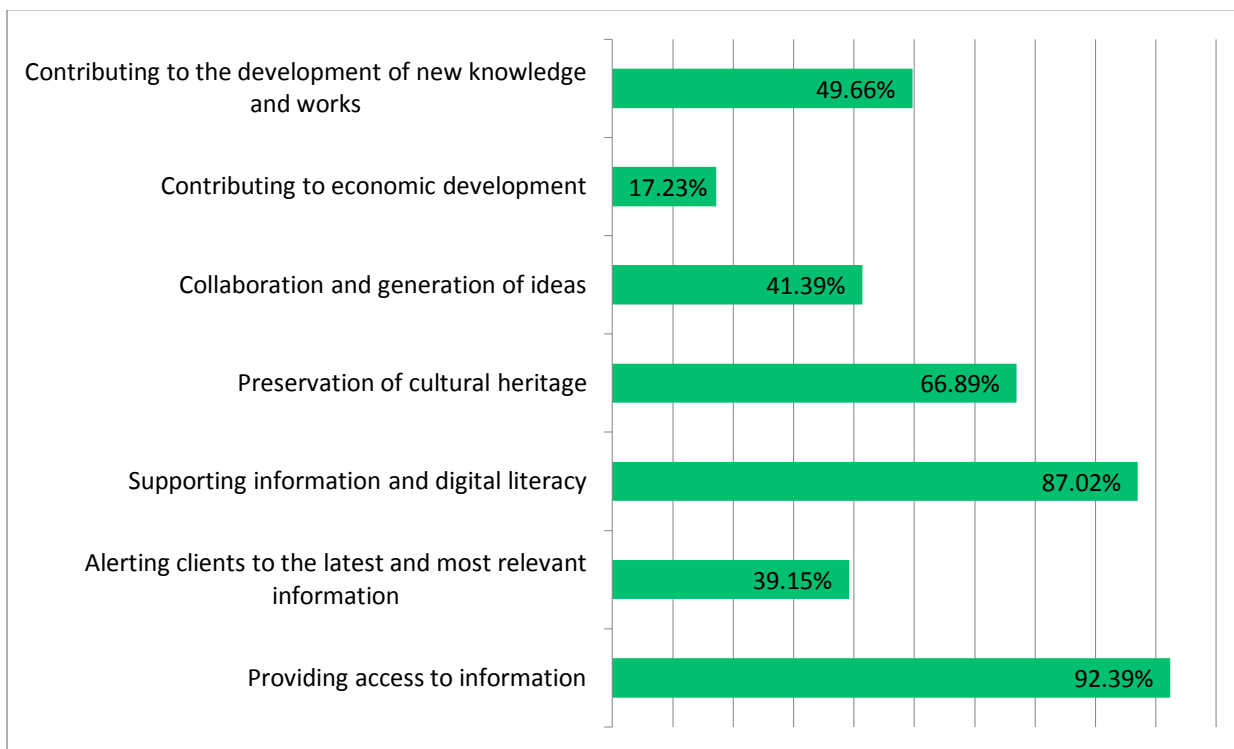 Contributing to the development of new knowledge
and works
49.66%
Contributing to economic development
17.23%
Collaboration and generation of ideas
41.39%
Preservation of cultural heritage
66.89%
Supporting information and digital literacy
87.02%
Alerting clients to the latest and most relevant
information
39.15%
Providing access to information
92.39%